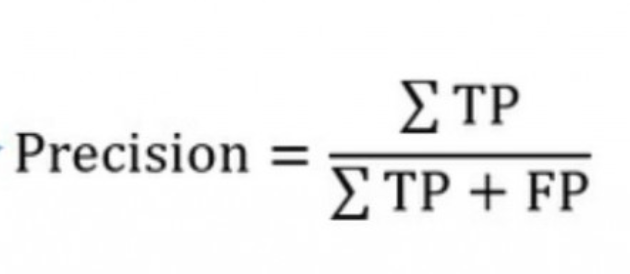 Precision = ∑ TP / ∑ TP + FP